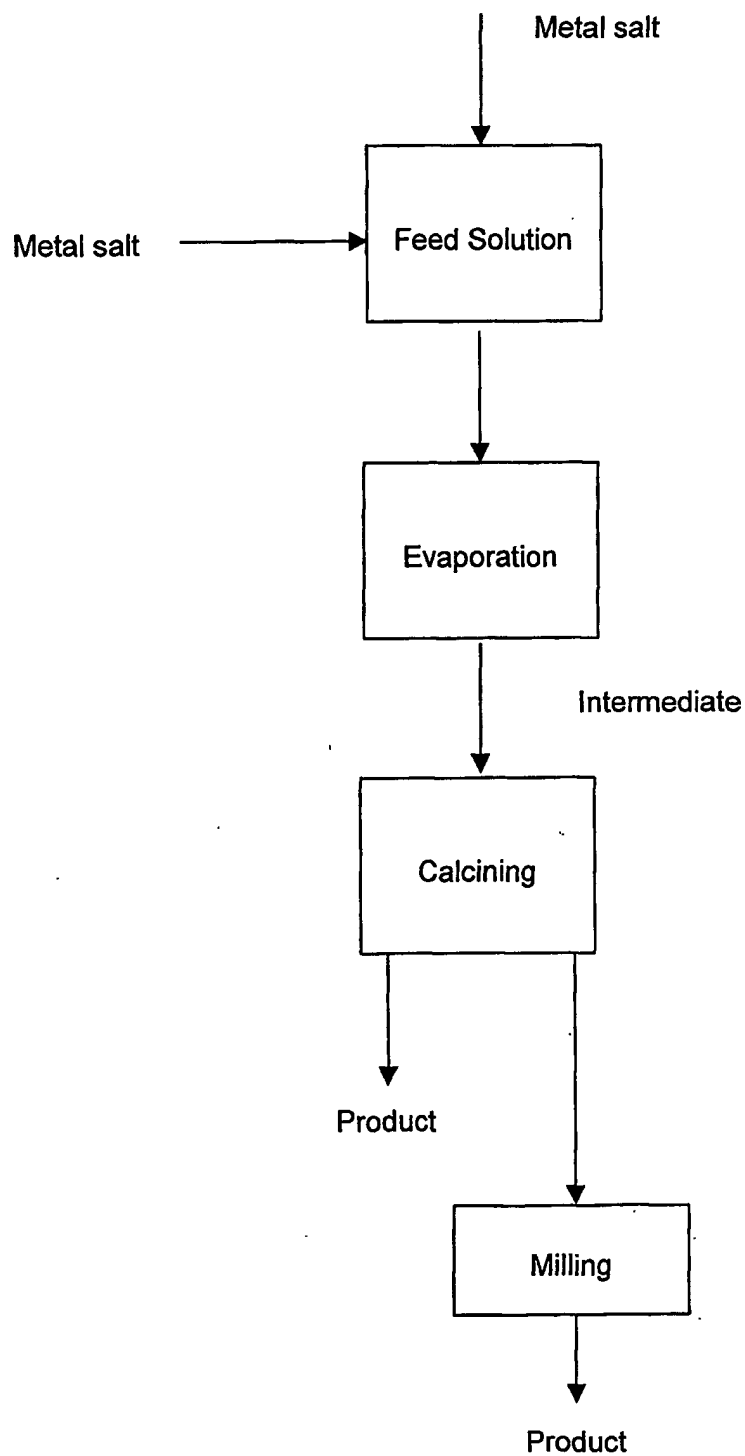 Metal salt
Metal salt
Feed Solution
Evaporation
Intermediate
Calcining
Product
Milling
Product